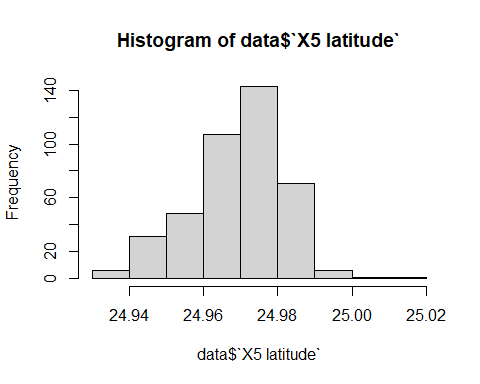 Histogram of data$`X5 latitude`
Frequency
140
100
60
20
0
24.94 24.96 24.98 25.00 25.02
data$`X5 latitude`